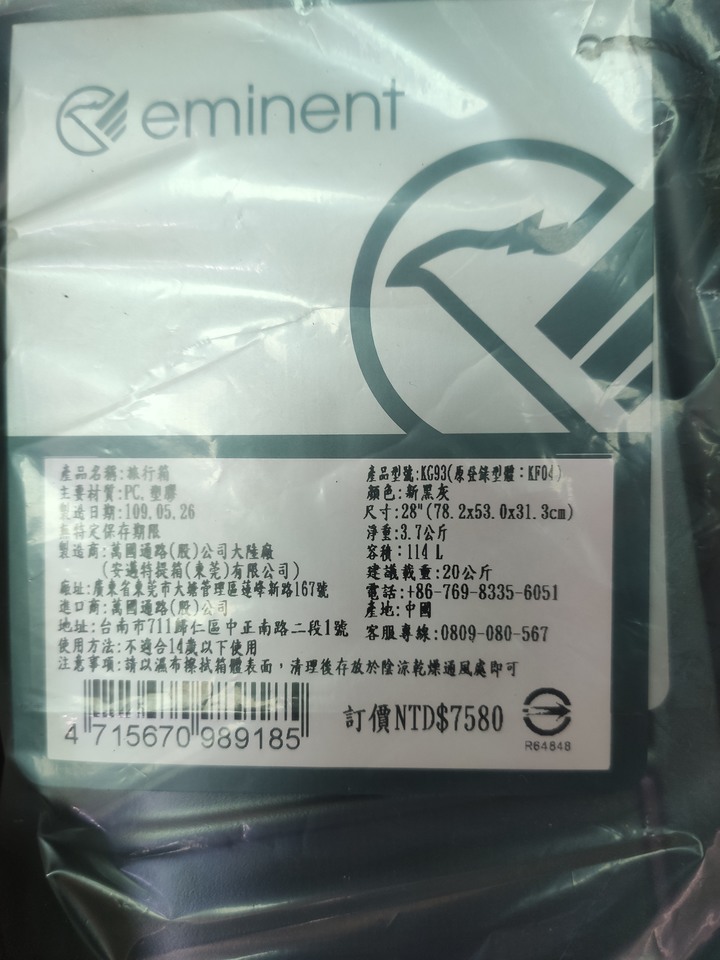 eminent
產品名稱:旅行箱
主要材質:PC.塑膠
製造日期:109.05.26
無特定保存期限
製造商:萬國通路(股)公司大陸廠
(安邁特提箱(東莞)有限公司)
廠址:廣東省東莞市大塘管理區蓮峰新路167號
進口商:萬國通路(股)公司
地址:台南市711歸仁區中正南路二段1號
使用方法:不適合14歲以下使用
注意事項:請以濕布擦拭箱體表面，清理後存放於陰涼乾燥通風處即可
產品型號:KG93(原登錄型體：KF04)
顏色:新黑灰
尺寸:28"(78.2x53.0x31.3cm)
淨重:3.7公斤
容積：114 L
建議載重:20公斤
電話:+86-769-8335-6051
產地:中國
客服專線:0809-080-567
4 715670 989185
訂價NTD$7580
R64848